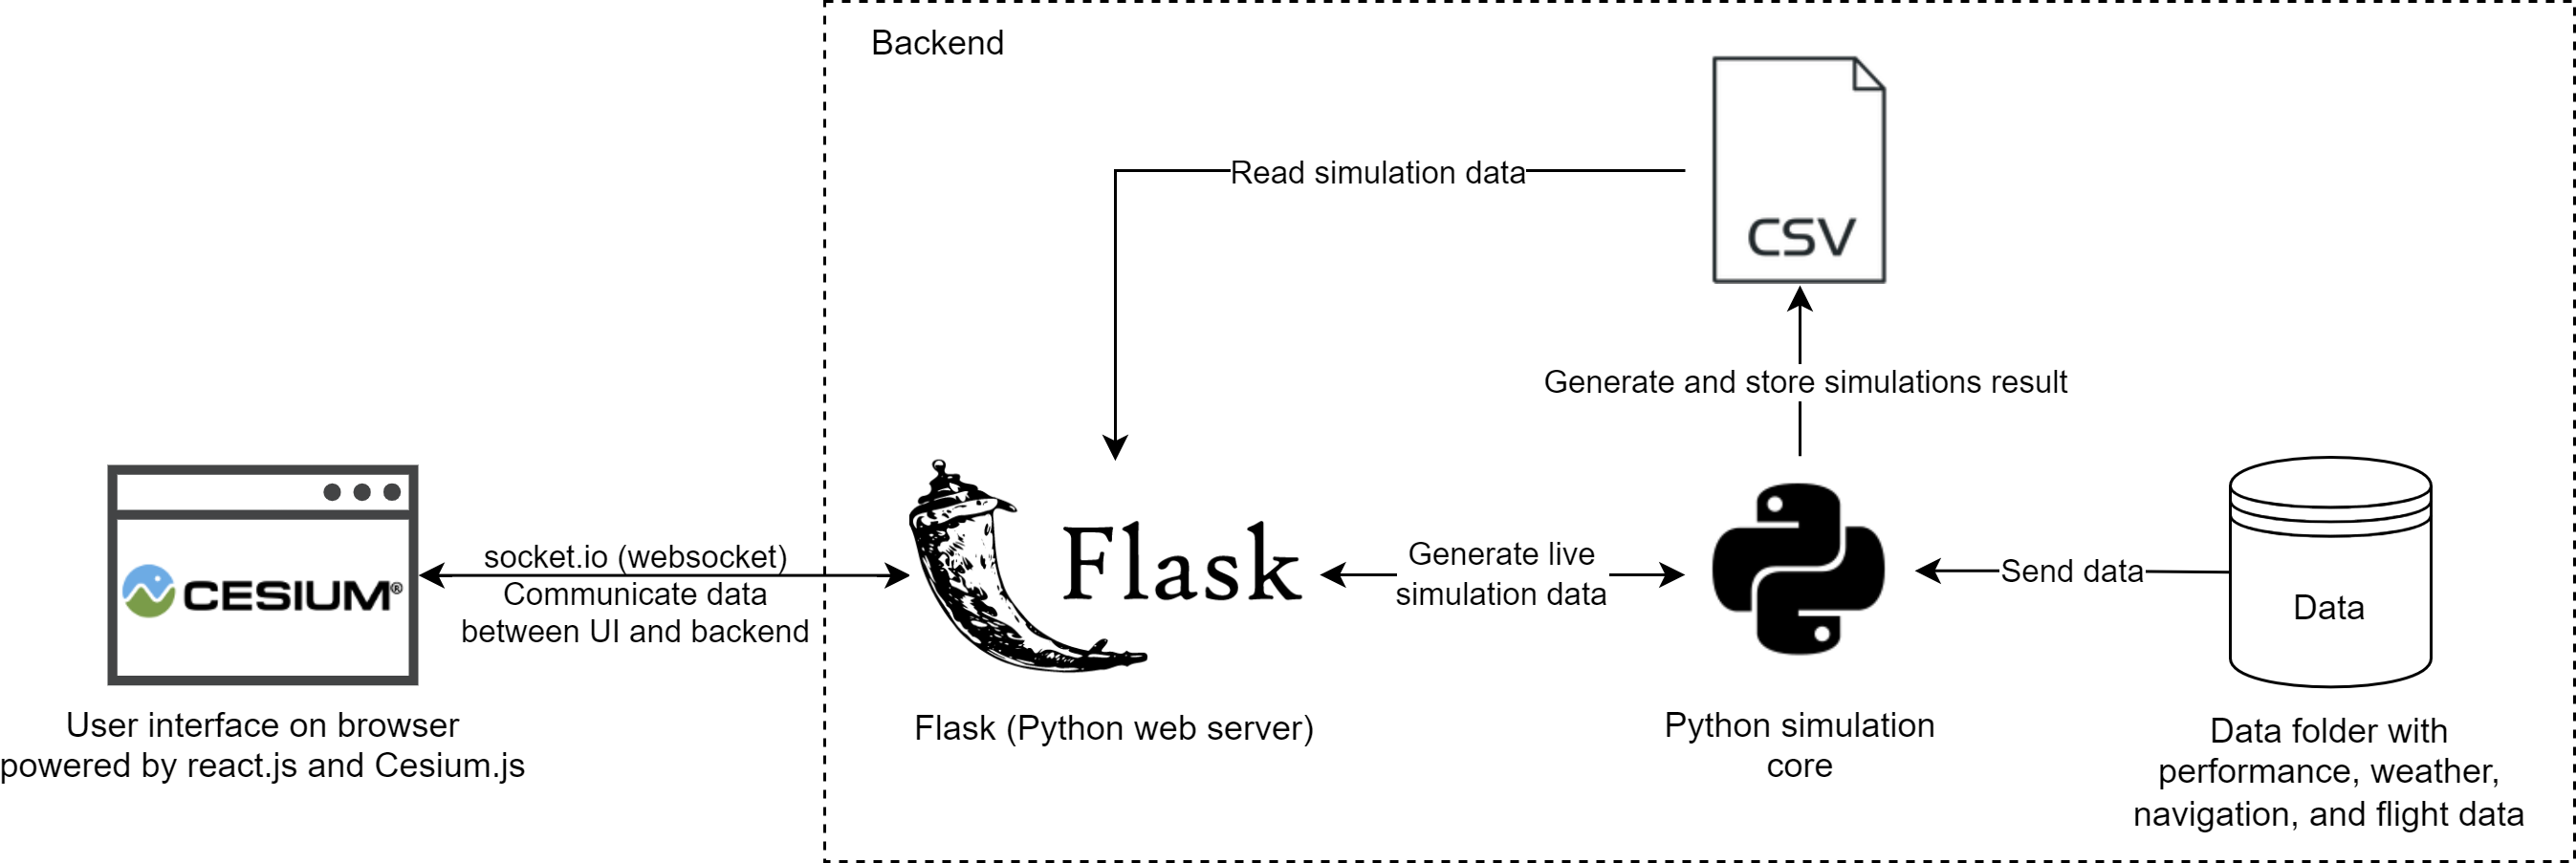 Backend
Read simulation data
CSV
Generate and store simulations result
CESIUM®
socket.io (websocket)
Communicate data
between UI and backend
Flask
Generate live
simulation data
Send data
Data
User interface on browser
powered by react.js and Cesium.js
Flask (Python web server)
Python simulation
core
Data folder with
performance, weather,
navigation, and flight data